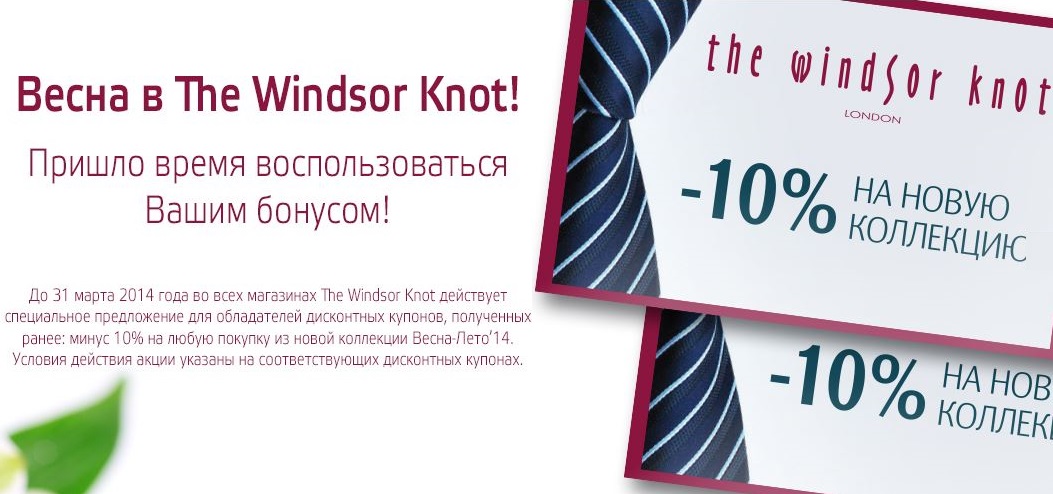 Весна в The Windsor Knot!
Пришло время воспользоваться
Вашим бонусом!
До 31 марта 2014 года во всех магазинах The Windsor Knot действует
специальное предложение для обладателей дисконтных купонов, полученных
ранее: минус 10% на любую покупку из новой коллекции Весна-Лето'14.
Условия действия акции указаны на соответствующих дисконтных купонах.
the windsor knot
LONDON
-10% НА НОВУЮ
КОЛЛЕКЦИЮ
-10% НА НОВ
КОЛЛЕК